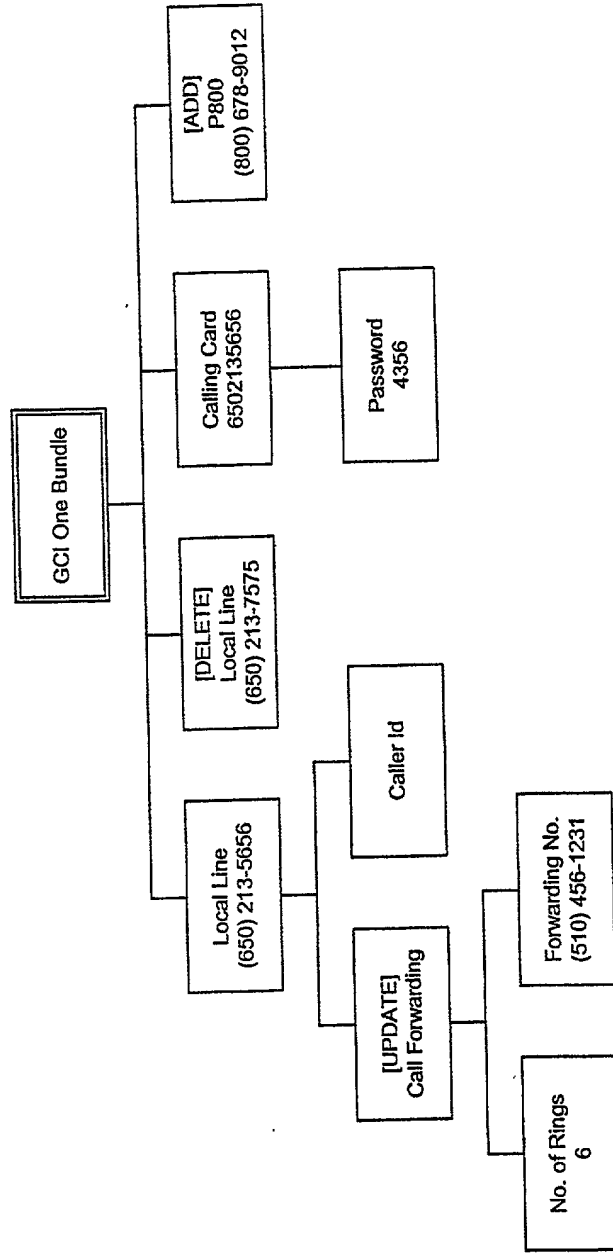 GCI One Bundle
Local Line
(650) 213-5656
[DELETE]
Local Line
(650) 213-7575
Calling Card
6502135656
[ADD]
P800
(800) 678-9012
[UPDATE]
Call Forwarding
Caller Id
Password
4356
No. of Rings
6
Forwarding No.
(510) 456-1231